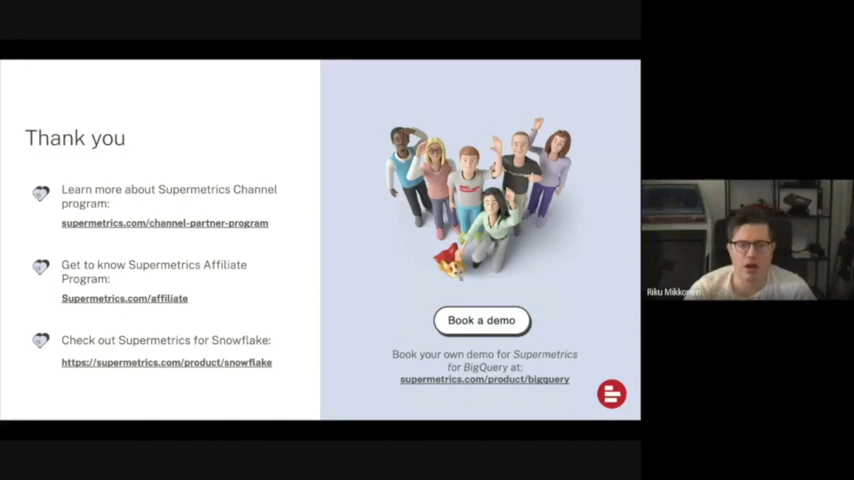 Thank you
Learn more about Supermetrics Channel
program:
supermetrics.com/channel-partner-program
Get to know Supermetrics Affiliate
Program:
Supermetrics.com/affiliate
Check out Supermetrics for Snowflake:
https://supermetrics.com/product/snowflake
Book a demo
Book your own demo for Supermetrics
for BigQuery at:
supermetrics.com/product/bigquery
Riku Mikkonen